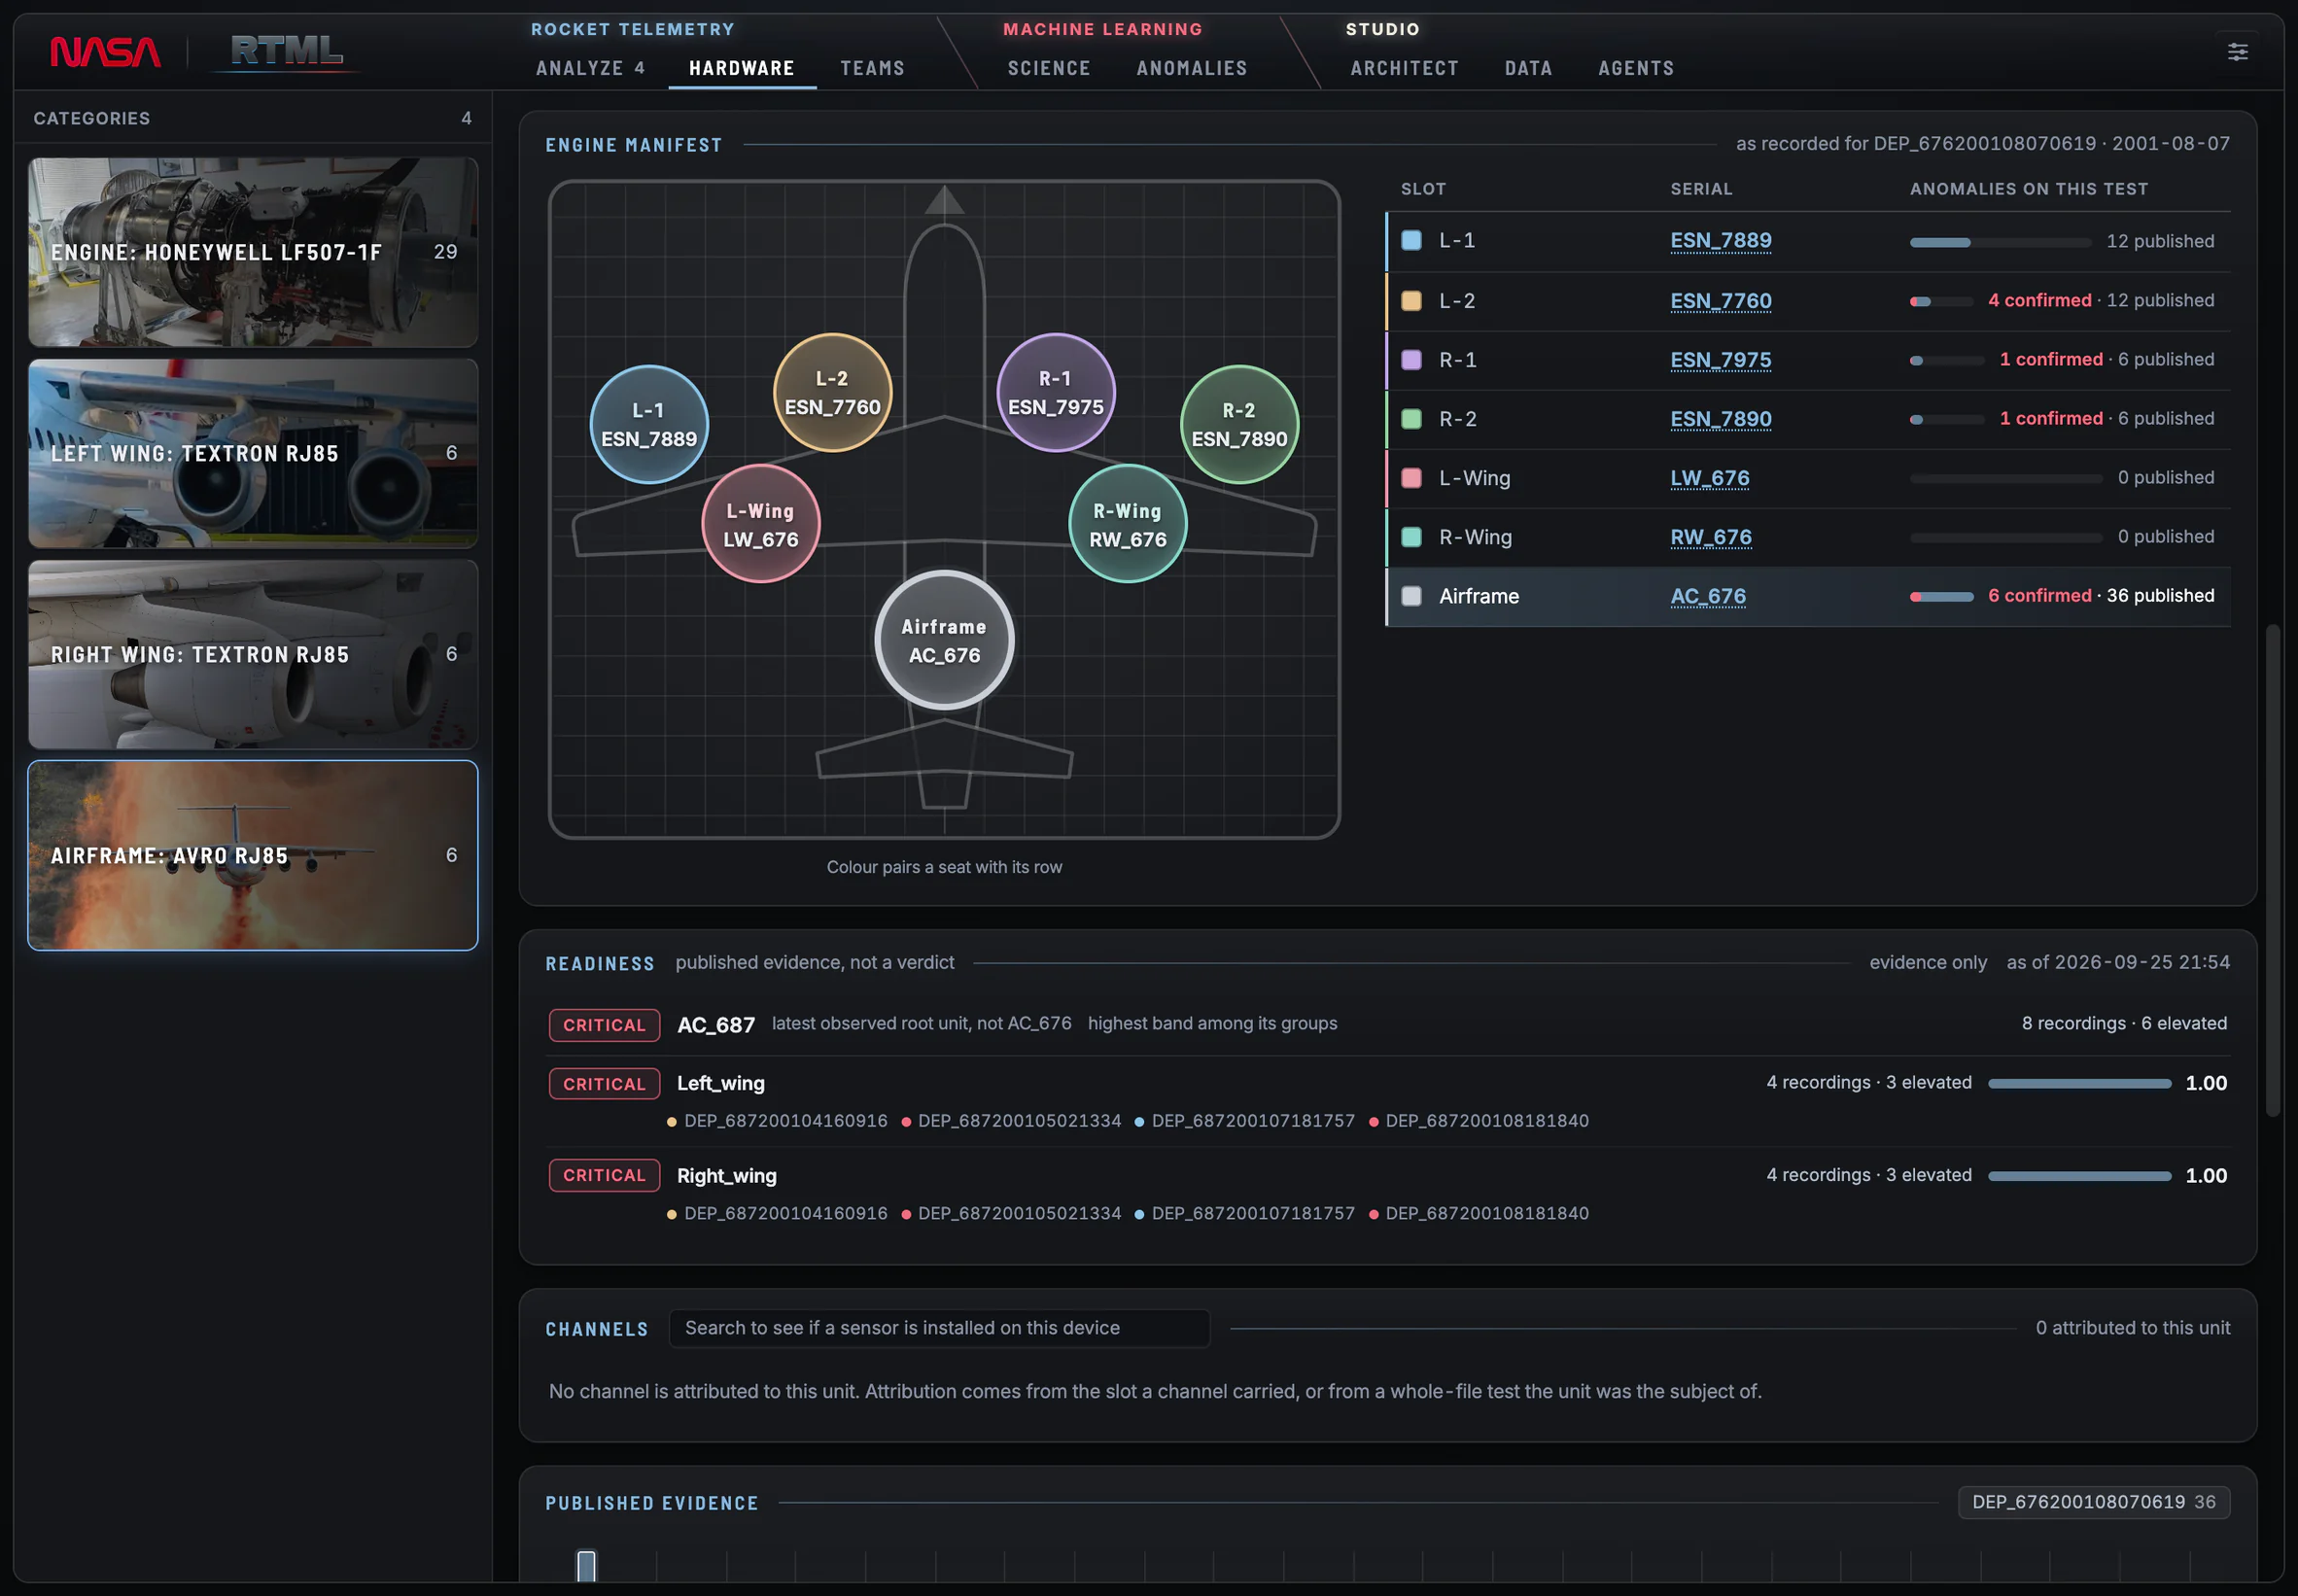 NASA
RTML
ROCKET TELEMETRY
MACHINE LEARNING
STUDIO
ANALYZE 4
HARDWARE
TEAMS
SCIENCE
ANOMALIES
ARCHITECT
DATA
AGENTS
CATEGORIES 4
ENGINE: HONEYWELL LF507-1F 29
LEFT WING: TEXTRON RJ85 6
RIGHT WING: TEXTRON RJ85 6
AIRFRAME: AVRO RJ85 6
ENGINE MANIFEST
as recorded for DEP_676200108070619 · 2001-08-07
L-1
ESN_7889
L-2
ESN_7760
R-1
ESN_7975
R-2
ESN_7890
L-Wing
LW_676
R-Wing
RW_676
Airframe
AC_676
Colour pairs a seat with its row
SLOT SERIAL ANOMALIES ON THIS TEST
L-1 ESN_7889 12 published
L-2 ESN_7760 4 confirmed · 12 published
R-1 ESN_7975 1 confirmed · 6 published
R-2 ESN_7890 1 confirmed · 6 published
L-Wing LW_676 0 published
R-Wing RW_676 0 published
Airframe AC_676 6 confirmed · 36 published
READINESS published evidence, not a verdict evidence only as of 2026-09-25 21:54
CRITICAL AC_687 latest observed root unit, not AC_676 highest band among its groups 8 recordings · 6 elevated
CRITICAL Left_wing 4 recordings · 3 elevated 1.00
DEP_687200104160916 DEP_687200105021334 DEP_687200107181757 DEP_687200108181840
CRITICAL Right_wing 4 recordings · 3 elevated 1.00
DEP_687200104160916 DEP_687200105021334 DEP_687200107181757 DEP_687200108181840
CHANNELS Search to see if a sensor is installed on this device 0 attributed to this unit
No channel is attributed to this unit. Attribution comes from the slot a channel carried, or from a whole-file test the unit was the subject of.
PUBLISHED EVIDENCE DEP_676200108070619 36